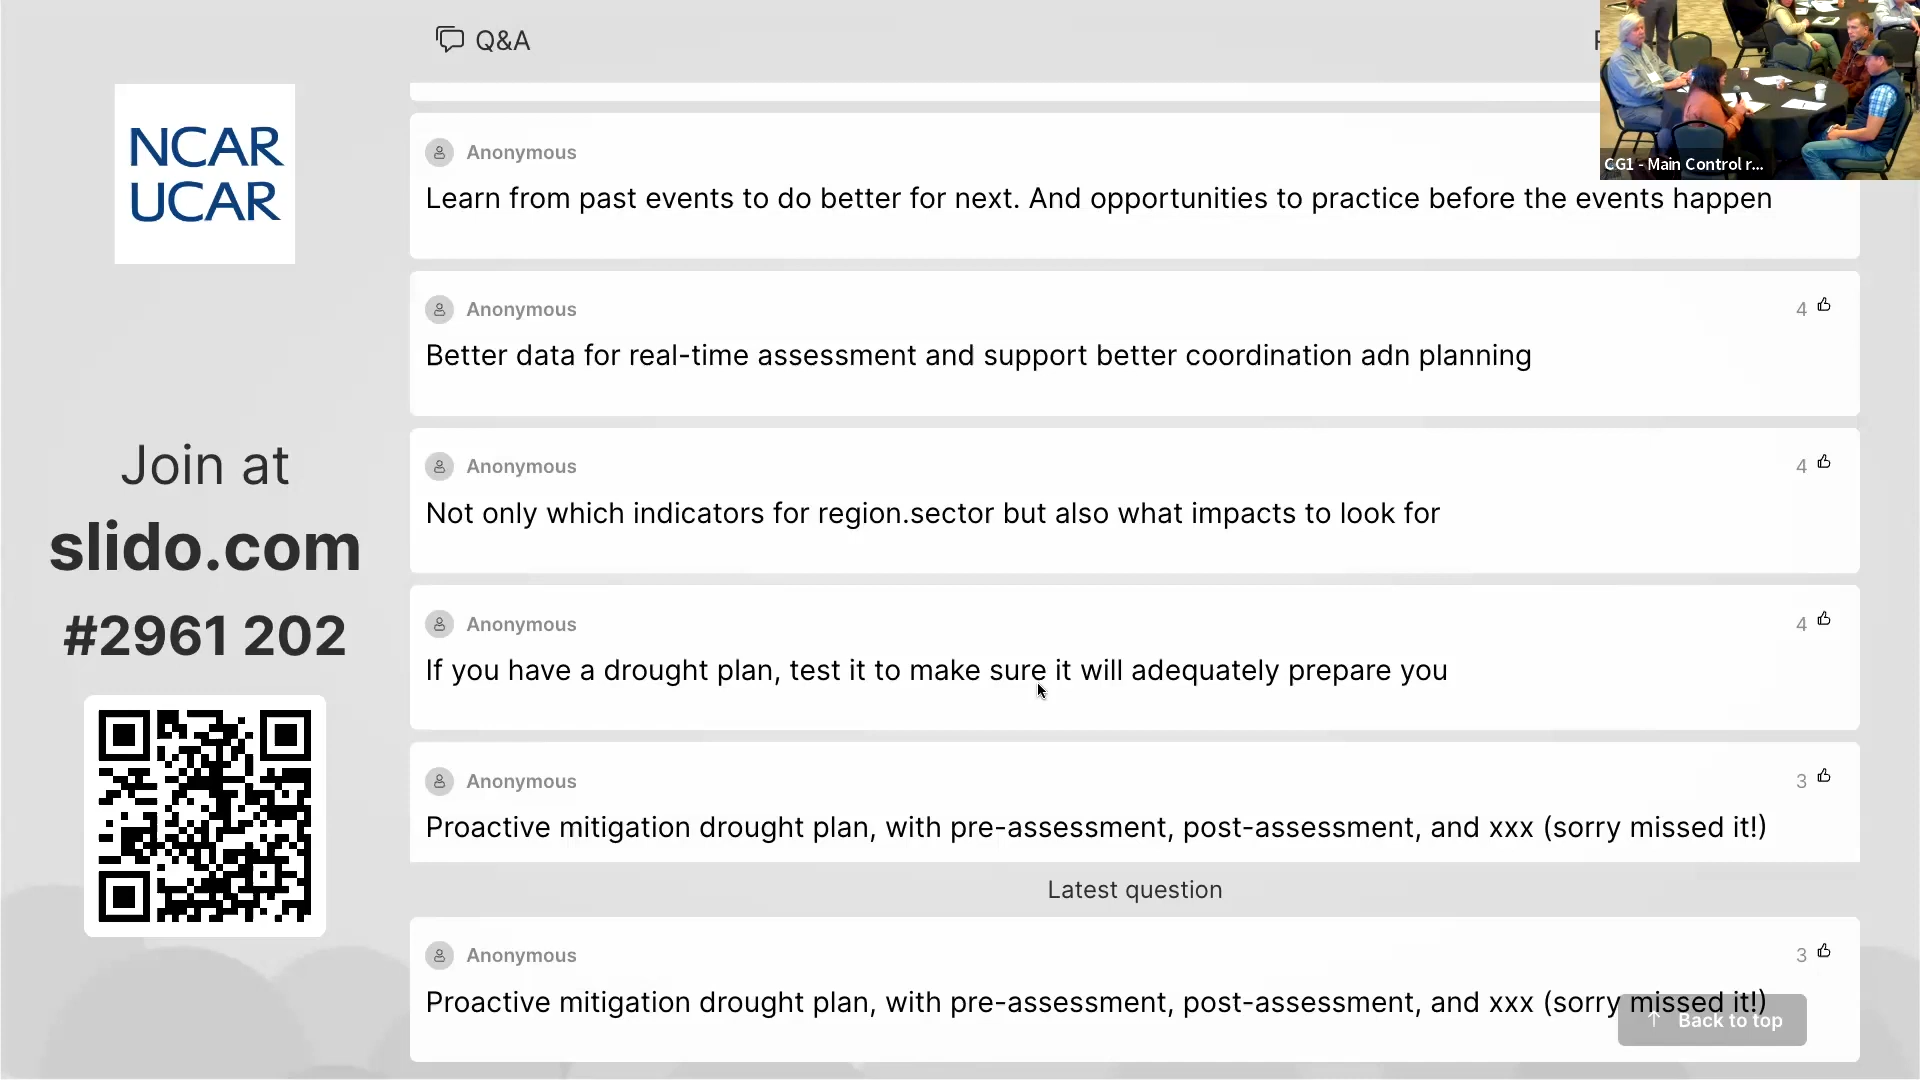 Q&A
NCAR
UCAR
Join at
slido.com
#2961 202
Anonymous
Learn from past events to do better for next. And opportunities to practice before the events happen
Anonymous
4
Better data for real-time assessment and support better coordination adn planning
Anonymous
4
Not only which indicators for region.sector but also what impacts to look for
Anonymous
4
If you have a drought plan, test it to make sure it will adequately prepare you
Anonymous
3
Proactive mitigation drought plan, with pre-assessment, post-assessment, and xxx (sorry missed it!)
Latest question
Anonymous
3
Proactive mitigation drought plan, with pre-assessment, post-assessment, and xxx (sorry missed it!)
↑ Back to top
CG1 - Main Control r...